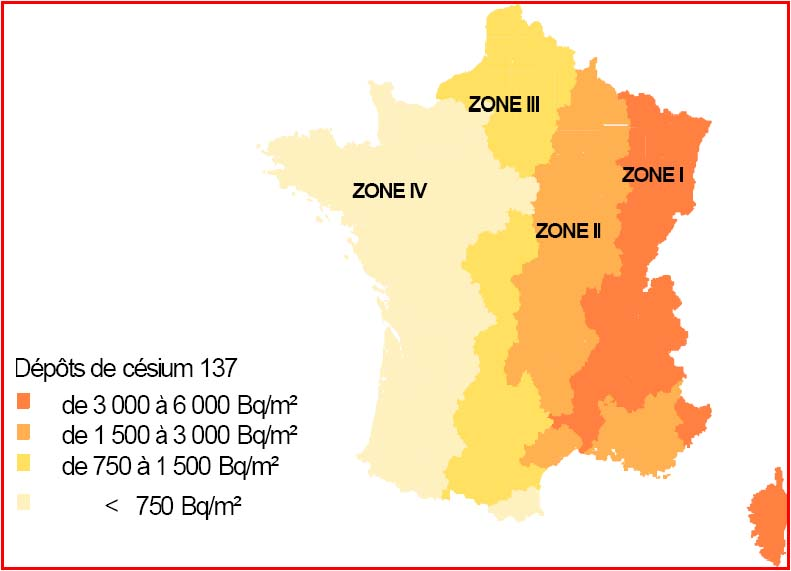 ZONE III
ZONE I
ZONE IV
ZONE II
Dépôts de césium 137
de 3 000 à 6 000 Bq/m²
de 1 500 à 3 000 Bq/m²
de 750 à 1 500 Bq/m²
< 750 Bq/m²